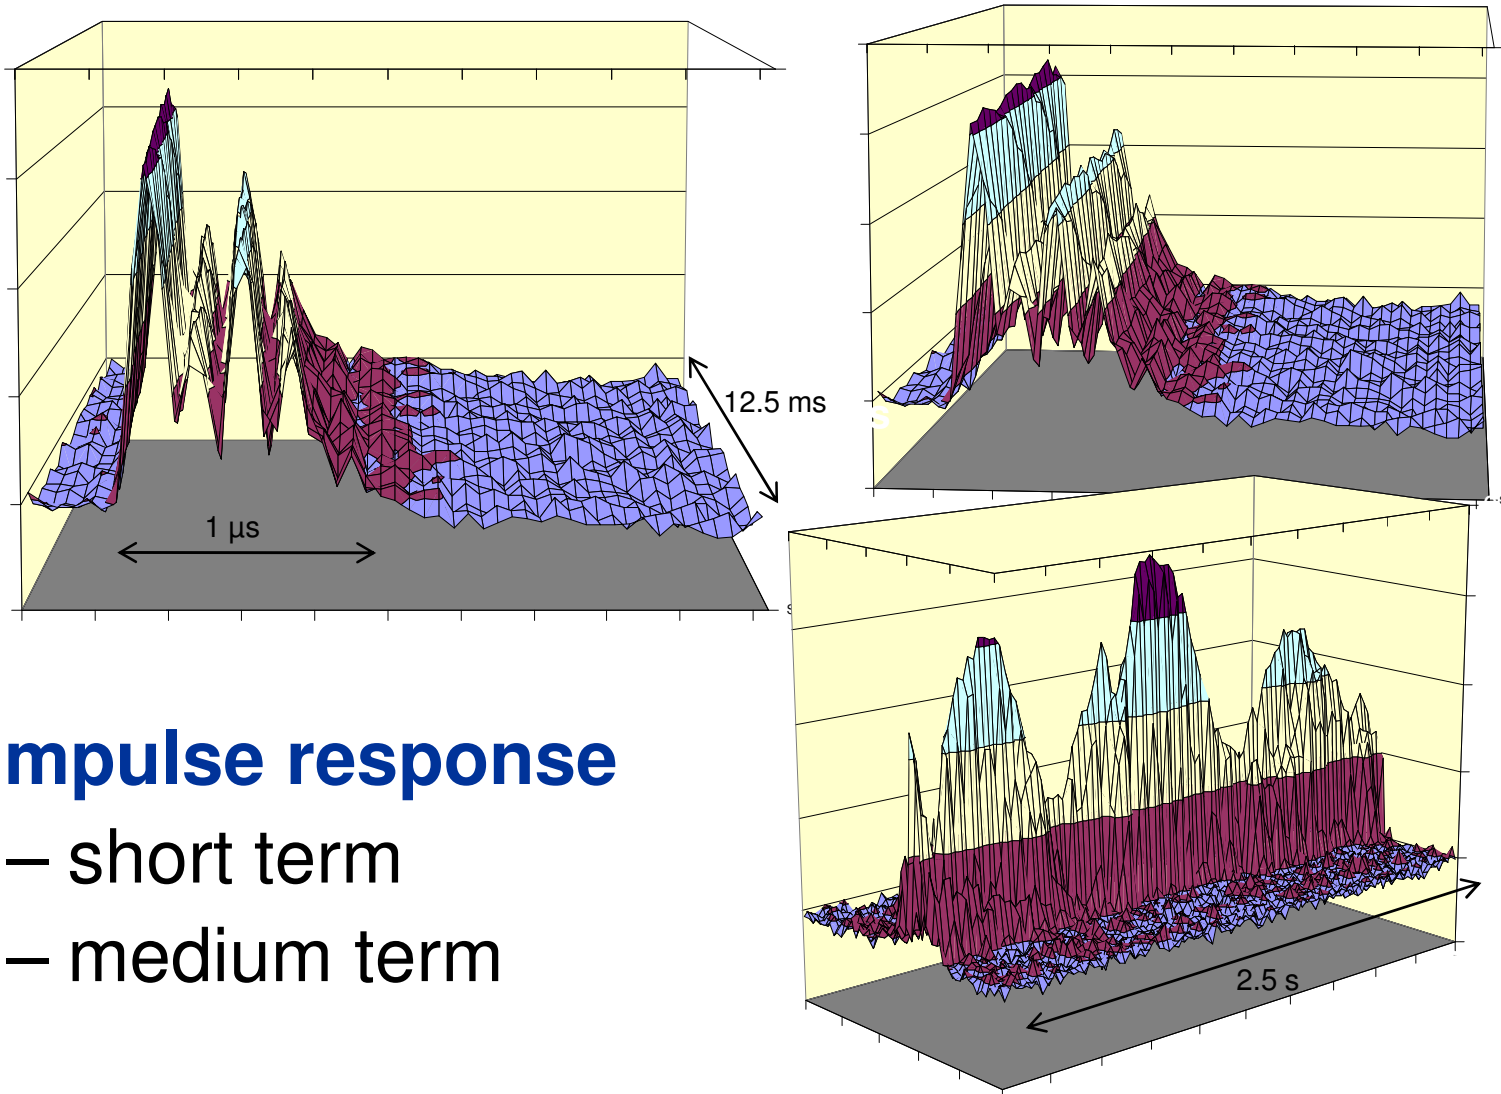 12.5 ms
s
1 µs
mpulse response
– short term
– medium term
2.5 s